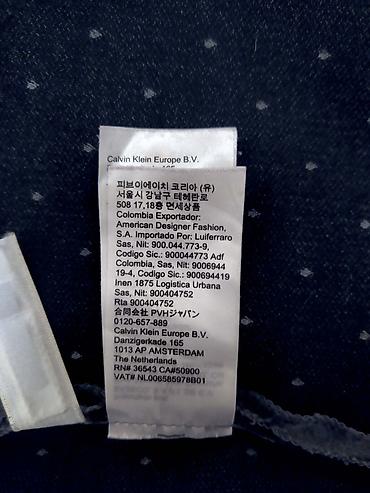 Calvin Klein Europe B.V.
피브이에이치 코리아 (유)
서울시 강남구 테헤란로
508 17,18층 면세상품
Colombia Exportador:
American Designer Fashion,
S.A. Importado Por: Luiferraro
Sas, Nit: 900.044.773-9,
Codigo Sic.: 900044773 Adf
Colombia, Sas, Nit: 9006944
19-4, Codigo Sic.: 900694419
Inen 1875 Logistica Urbana
Sas, Nit: 900404752
Rta 900404752
合同会社 PVHジャパン
0120-657-889
Calvin Klein Europe B.V.
Danzigerkade 165
1013 AP AMSTERDAM
The Netherlands
RN# 36543 CA#50900
VAT# NL006585978B01